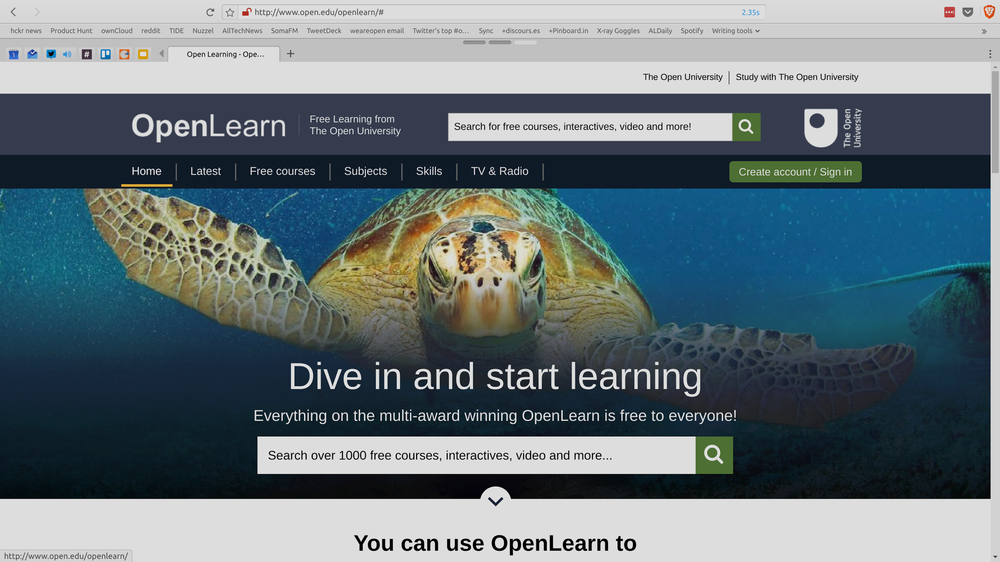 http://www.open.edu/openlearn/#
2.35s
hckr news Product Hunt ownCloud reddit TIDE Nuzzel AllTechNews SomaFM TweetDeck weareopen email Twitter's top #o... Sync +discours.es +Pinboard.in X-ray Goggles ALDaily Spotify Writing tools
1
#
Open Learning - Ope...
The Open University Study with The Open University
OpenLearn
Free Learning from
The Open University
Search for free courses, interactives, video and more!
The Open
University
Home Latest Free courses Subjects Skills TV & Radio
Create account / Sign in
Dive in and start learning
Everything on the multi-award winning OpenLearn is free to everyone!
Search over 1000 free courses, interactives, video and more...
You can use OpenLearn to
http://www.open.edu/openlearn/